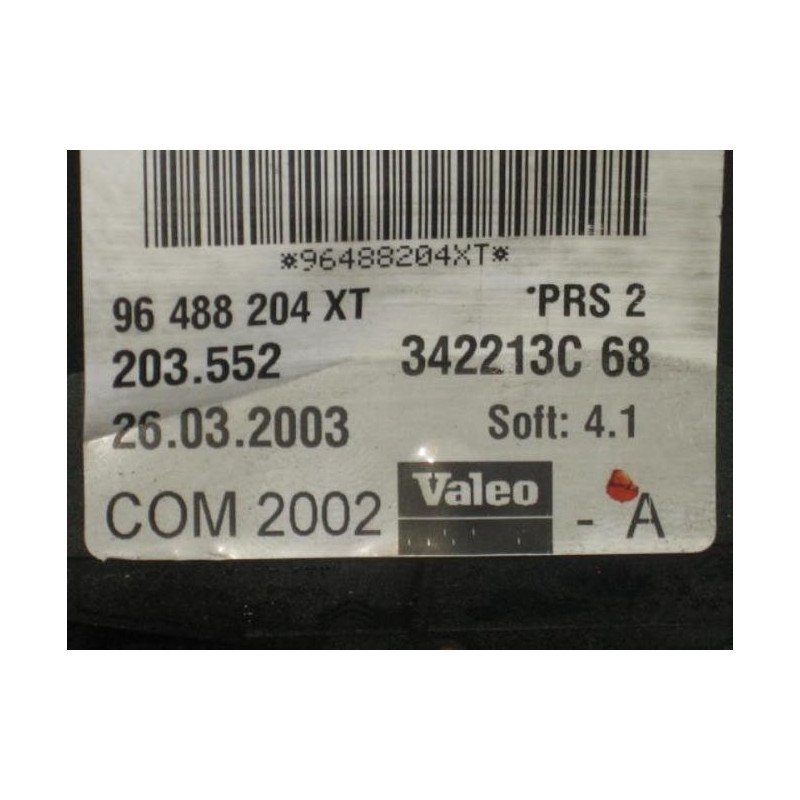 *96488204XT*
96 488 204 XT PRS 2
203.552 342213C 68
26.03.2003 Soft: 4.1
COM 2002 Valeo - A